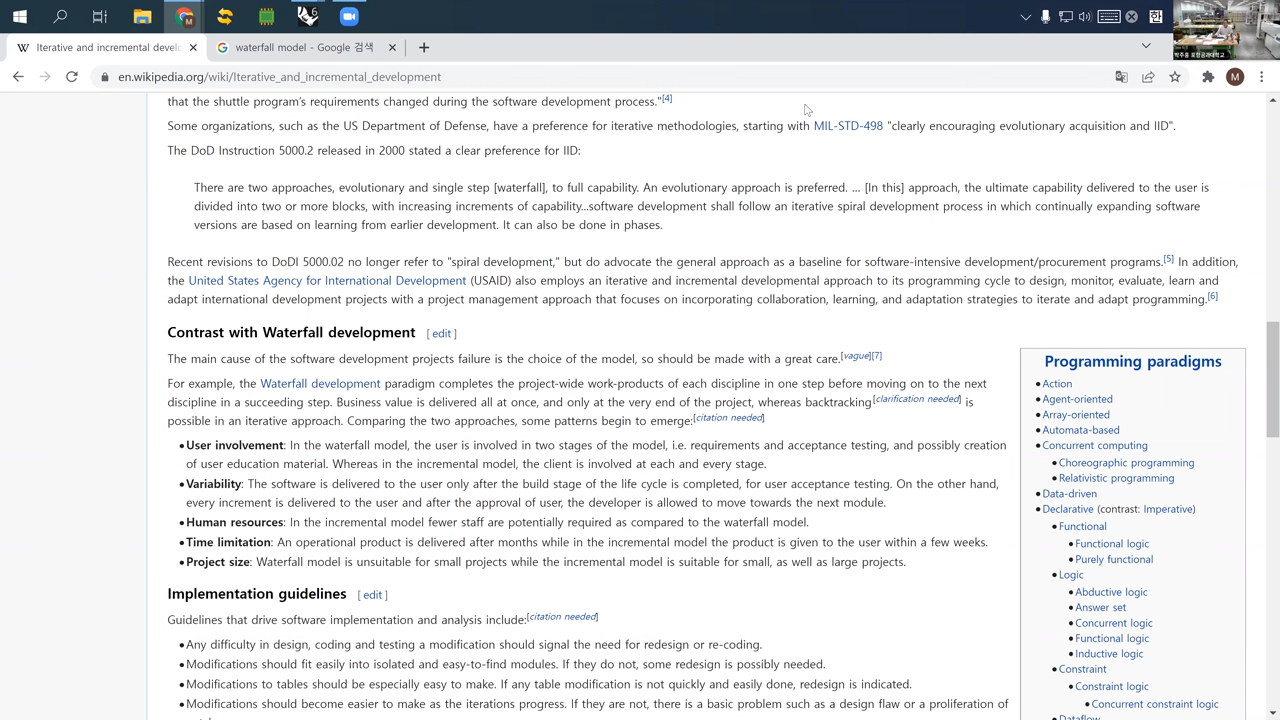 Iterative and incremental develo
waterfall model - Google 검색
en.wikipedia.org/wiki/Iterative_and_incremental_development
M
한
that the shuttle program's requirements changed during the software development process."[4]
Some organizations, such as the US Department of Defense, have a preference for iterative methodologies, starting with MIL-STD-498 "clearly encouraging evolutionary acquisition and IID".
The DoD Instruction 5000.2 released in 2000 stated a clear preference for IID:
There are two approaches, evolutionary and single step [waterfall], to full capability. An evolutionary approach is preferred. … [In this] approach, the ultimate capability delivered to the user is
divided into two or more blocks, with increasing increments of capability...software development shall follow an iterative spiral development process in which continually expanding software
versions are based on learning from earlier development. It can also be done in phases.
Recent revisions to DoDI 5000.02 no longer refer to "spiral development," but do advocate the general approach as a baseline for software-intensive development/procurement programs.[5] In addition,
the United States Agency for International Development (USAID) also employs an iterative and incremental developmental approach to its programming cycle to design, monitor, evaluate, learn and
adapt international development projects with a project management approach that focuses on incorporating collaboration, learning, and adaptation strategies to iterate and adapt programming.[6]
Contrast with Waterfall development [ edit ]
The main cause of the software development projects failure is the choice of the model, so should be made with a great care.[vague][7]
For example, the Waterfall development paradigm completes the project-wide work-products of each discipline in one step before moving on to the next
discipline in a succeeding step. Business value is delivered all at once, and only at the very end of the project, whereas backtracking[clarification needed] is
possible in an iterative approach. Comparing the two approaches, some patterns begin to emerge:[citation needed]
• User involvement: In the waterfall model, the user is involved in two stages of the model, i.e. requirements and acceptance testing, and possibly creation
of user education material. Whereas in the incremental model, the client is involved at each and every stage.
• Variability: The software is delivered to the user only after the build stage of the life cycle is completed, for user acceptance testing. On the other hand,
every increment is delivered to the user and after the approval of user, the developer is allowed to move towards the next module.
• Human resources: In the incremental model fewer staff are potentially required as compared to the waterfall model.
• Time limitation: An operational product is delivered after months while in the incremental model the product is given to the user within a few weeks.
• Project size: Waterfall model is unsuitable for small projects while the incremental model is suitable for small, as well as large projects.
Implementation guidelines [ edit ]
Guidelines that drive software implementation and analysis include:[citation needed]
• Any difficulty in design, coding and testing a modification should signal the need for redesign or re-coding.
• Modifications should fit easily into isolated and easy-to-find modules. If they do not, some redesign is possibly needed.
• Modifications to tables should be especially easy to make. If any table modification is not quickly and easily done, redesign is indicated.
• Modifications should become easier to make as the iterations progress. If they are not, there is a basic problem such as a design flaw or a proliferation of
Programming paradigms
• Action
• Agent-oriented
• Array-oriented
• Automata-based
• Concurrent computing
• Choreographic programming
• Relativistic programming
• Data-driven
• Declarative (contrast: Imperative)
• Functional
• Functional logic
• Purely functional
• Logic
• Abductive logic
• Answer set
• Concurrent logic
• Functional logic
• Inductive logic
• Constraint
• Constraint logic
• Concurrent constraint logic
• Dataflow